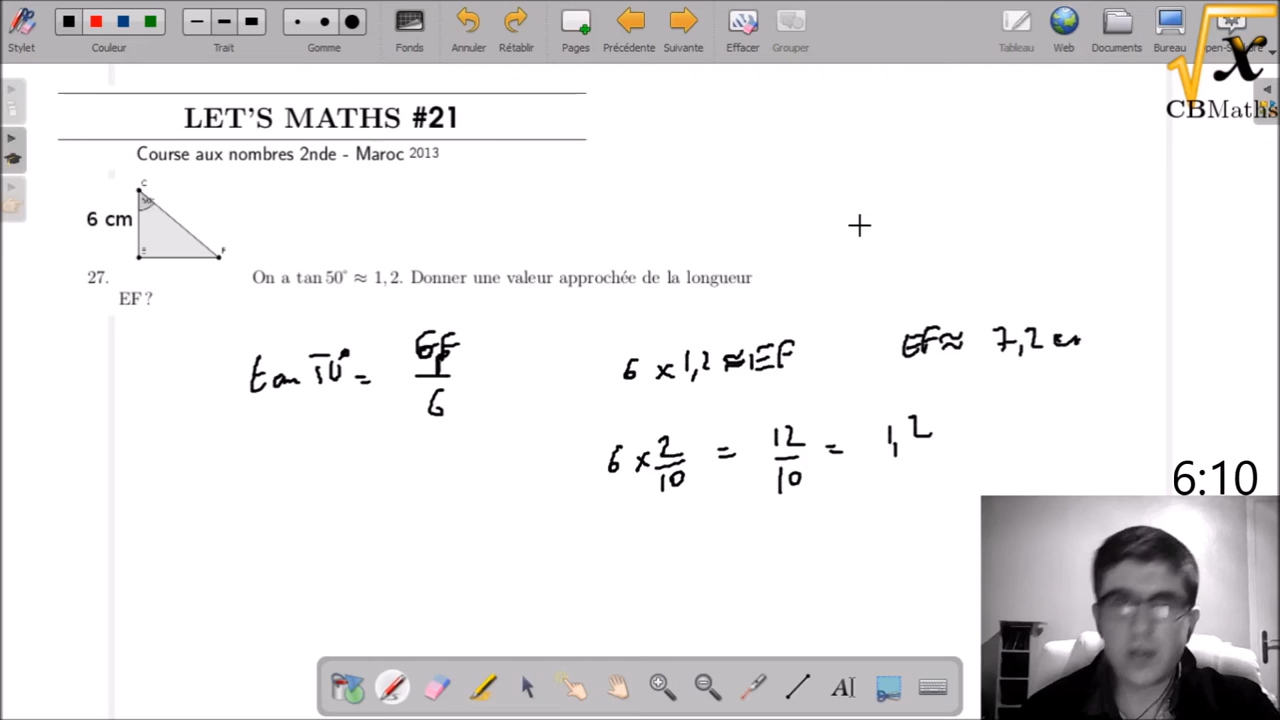 Stylet
Couleur
Trait
Gomme
Fonds
Annuler
Rétablir
Pages
Précédente
Suivante
Effacer
Grouper
Tableau
Web
Documents
Bureau
CBMaths
LET'S MATHS #21
Course aux nombres 2nde - Maroc 2013
C
50°
6 cm
E
F
27.
On a tan 50° ≈ 1, 2. Donner une valeur approchée de la longueur
EF ?
tan 50° = EF/6
6 x 1,2 ≈ EF
EF ≈ 7,2 cm
6 x 2/10 = 12/10 = 1,2
6:10
AI